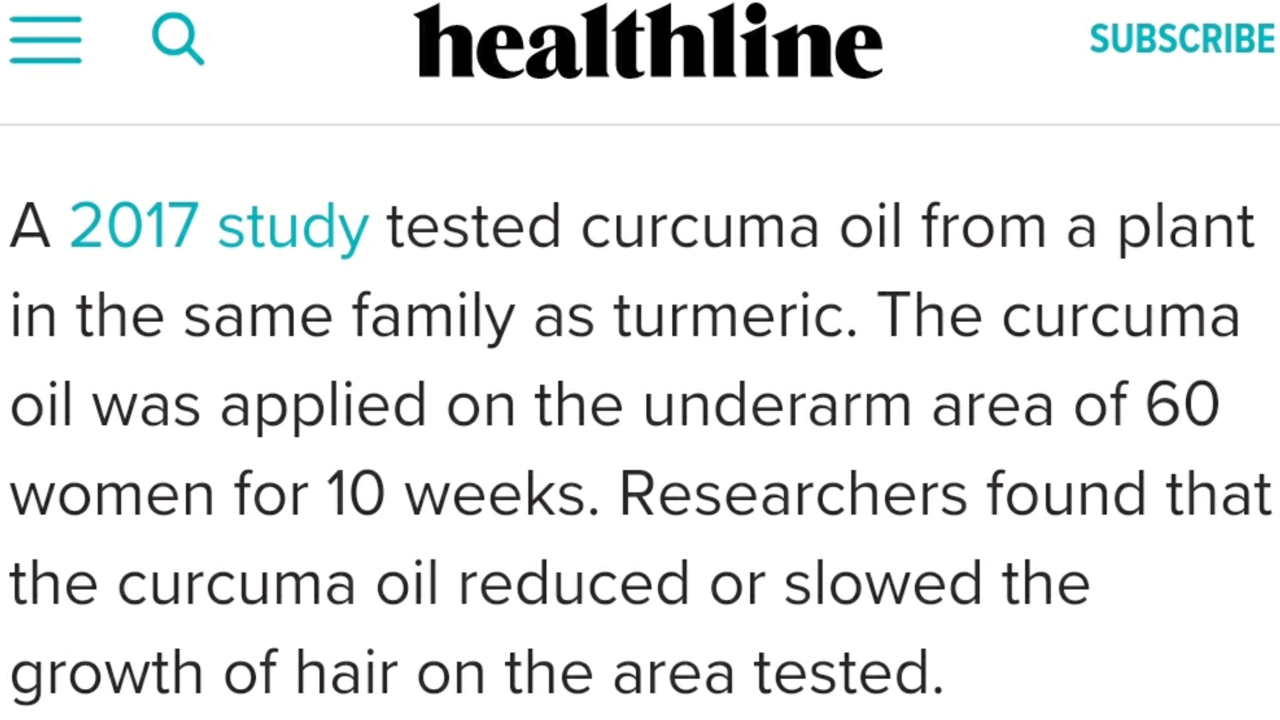 healthline
SUBSCRIBE
A 2017 study tested curcuma oil from a plant
in the same family as turmeric. The curcuma
oil was applied on the underarm area of 60
women for 10 weeks. Researchers found that
the curcuma oil reduced or slowed the
growth of hair on the area tested.